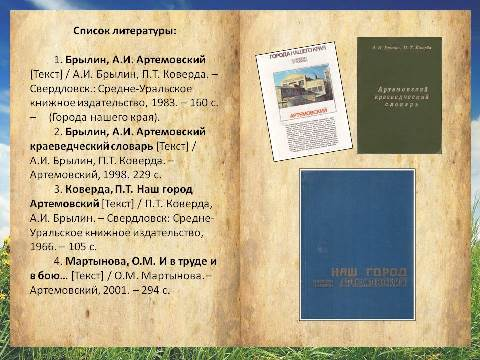 Список литературы:
1. Брылин, А.И. Артемовский
[Текст] / А.И. Брылин, П.Т. Коверда. –
Свердловск.: Средне-Уральское
книжное издательство, 1983. – 160 с.
– (Города нашего края).
2. Брылин, А.И. Артемовский
краеведческий словарь [Текст] /
А.И. Брылин, П.Т. Коверда. –
Артемовский, 1998. 229 с.
3. Коверда, П.Т. Наш город
Артемовский [Текст] / П.Т. Коверда,
А.И. Брылин. – Свердловск: Средне-
Уральское книжное издательство,
1966. – 105 с.
4. Мартынова, О.М. И в труде и
в бою... [Текст] / О.М. Мартынова. –
Артемовский, 2001. – 294 с.
ГОРОДА НАШЕГО КРАЯ
АРТЕМОВСКИЙ
А. И. Брылин, П. Т. Коверда
Артемовский
краеведческий
словарь
НАШ ГОРОД
АРТЕМОВСКИЙ